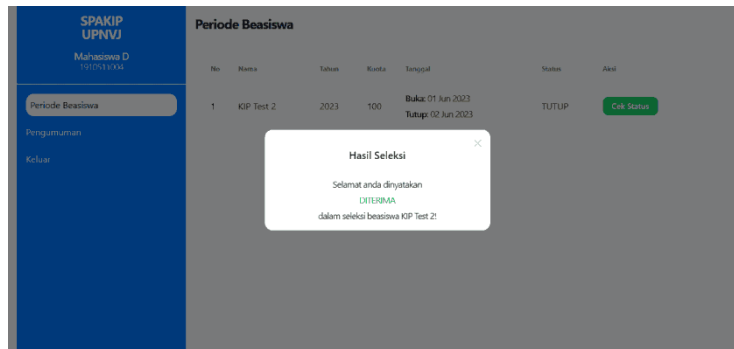 SPAKIP
UPNVJ
Mahasiswa D
1910511004
Periode Beasiswa
Pengumuman
Keluar
Periode Beasiswa
No Nama Tahun Kuota Tanggal Status Aksi
1 KIP Test 2 2023 100 Buka: 01 Jun 2023 TUTUP Cek Status
Tutup: 02 Jun 2023
Hasil Seleksi
Selamat anda dinyatakan
DITERIMA
dalam seleksi beasiswa KIP Test 2!